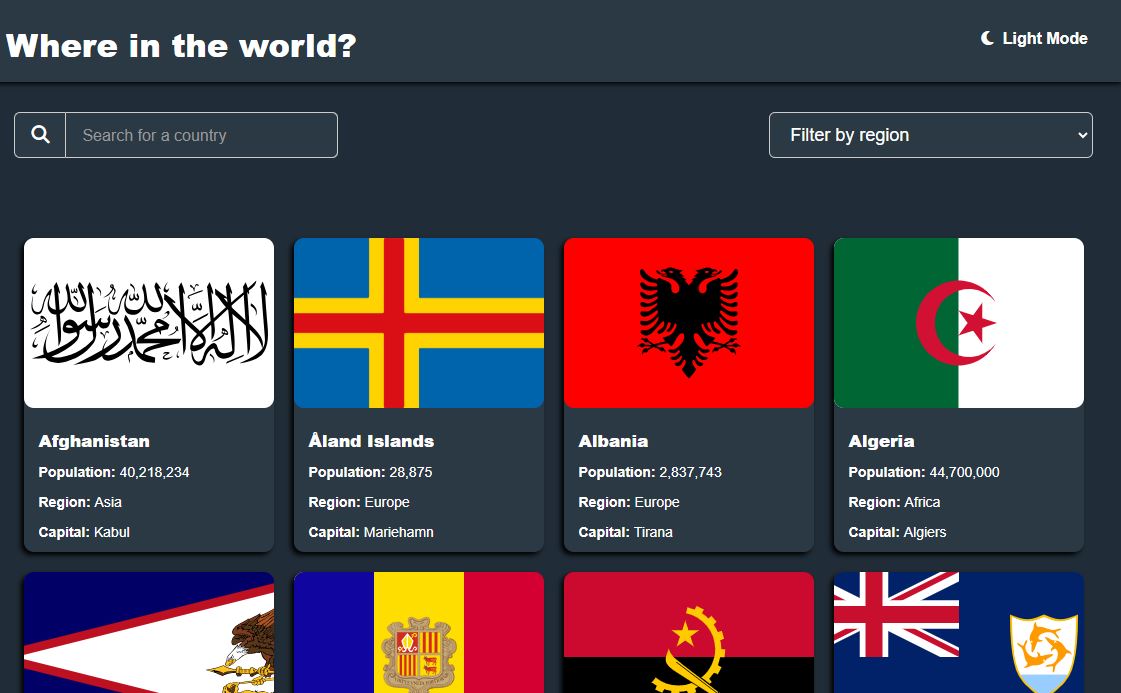 Where in the world?
Light Mode
Search for a country
Filter by region
لا إله إلا الله محمد رسول الله
Afghanistan
Population: 40,218,234
Region: Asia
Capital: Kabul
Åland Islands
Population: 28,875
Region: Europe
Capital: Mariehamn
Albania
Population: 2,837,743
Region: Europe
Capital: Tirana
Algeria
Population: 44,700,000
Region: Africa
Capital: Algiers